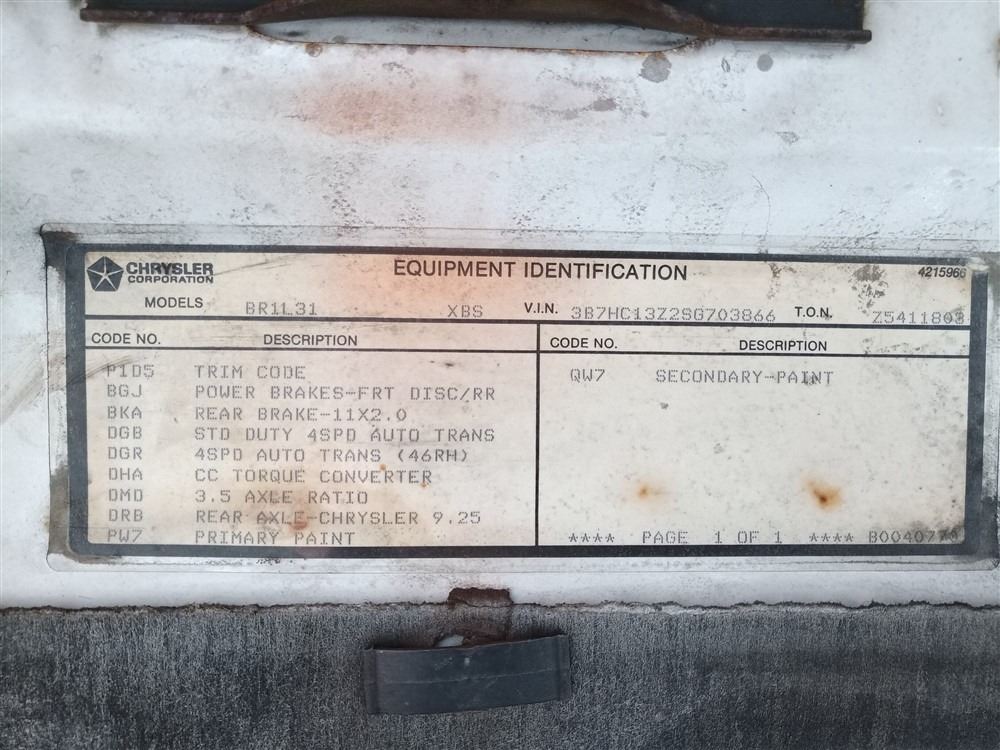 CHRYSLER CORPORATION
EQUIPMENT IDENTIFICATION
4215966
MODELS BR1L31 XBS V.I.N. 3B7HC13Z2SG703866 T.O.N. Z5411803
CODE NO. DESCRIPTION
P1D5 TRIM CODE
BGJ POWER BRAKES-FRT DISC/RR
BKA REAR BRAKE-11X2.0
DGB STD DUTY 4SPD AUTO TRANS
DGR 4SPD AUTO TRANS (46RH)
DHA CC TORQUE CONVERTER
DMD 3.5 AXLE RATIO
DRB REAR AXLE-CHRYSLER 9.25
PW7 PRIMARY PAINT
CODE NO. DESCRIPTION
QW7 SECONDARY-PAINT
**** PAGE 1 OF 1 **** B0040770